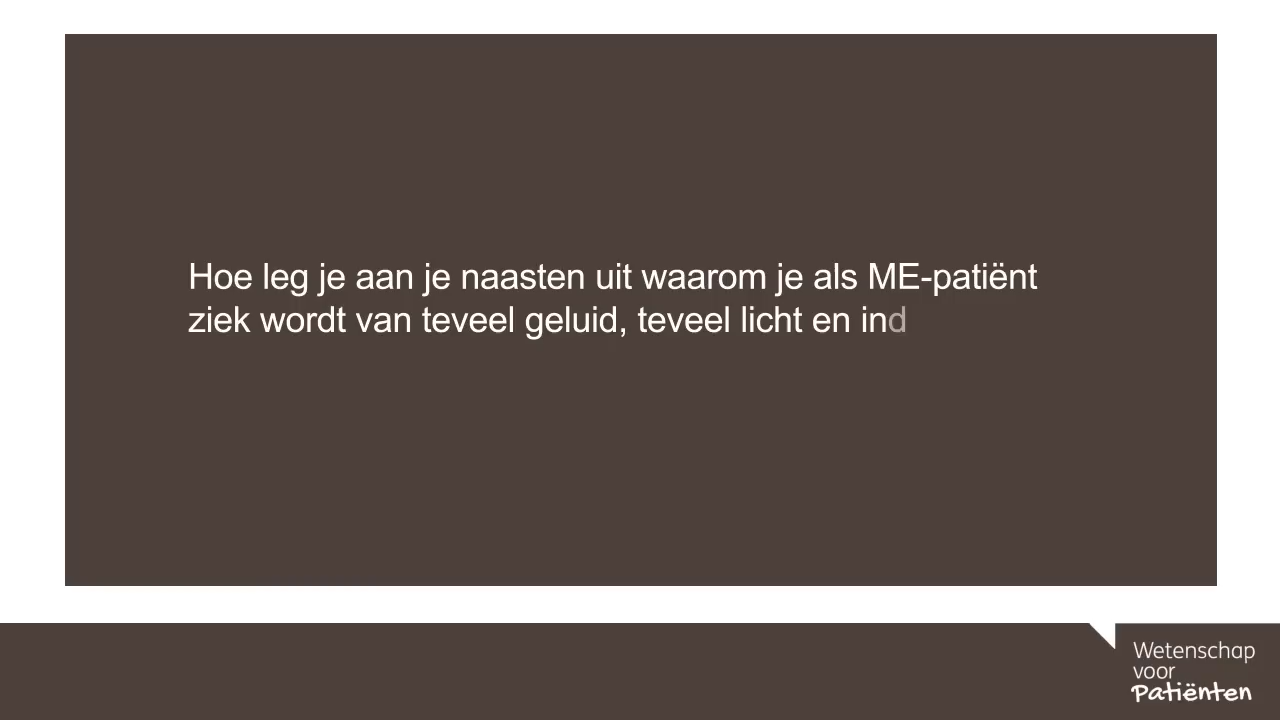 Hoe leg je aan je naasten uit waarom je als ME-patiënt
ziek wordt van teveel geluid, teveel licht en ind
Wetenschap
voor
Patiënten